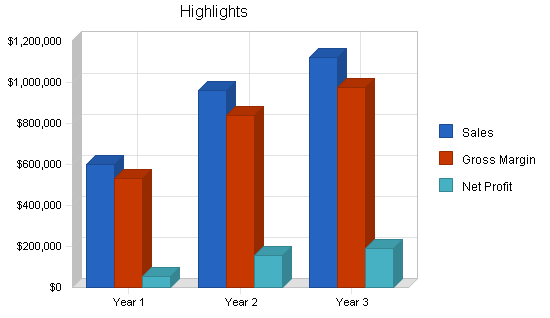 Highlights
$1,200,000
$1,000,000
$800,000
$600,000
$400,000
$200,000
$0
Year 1
Year 2
Year 3
Sales
Gross Margin
Net Profit